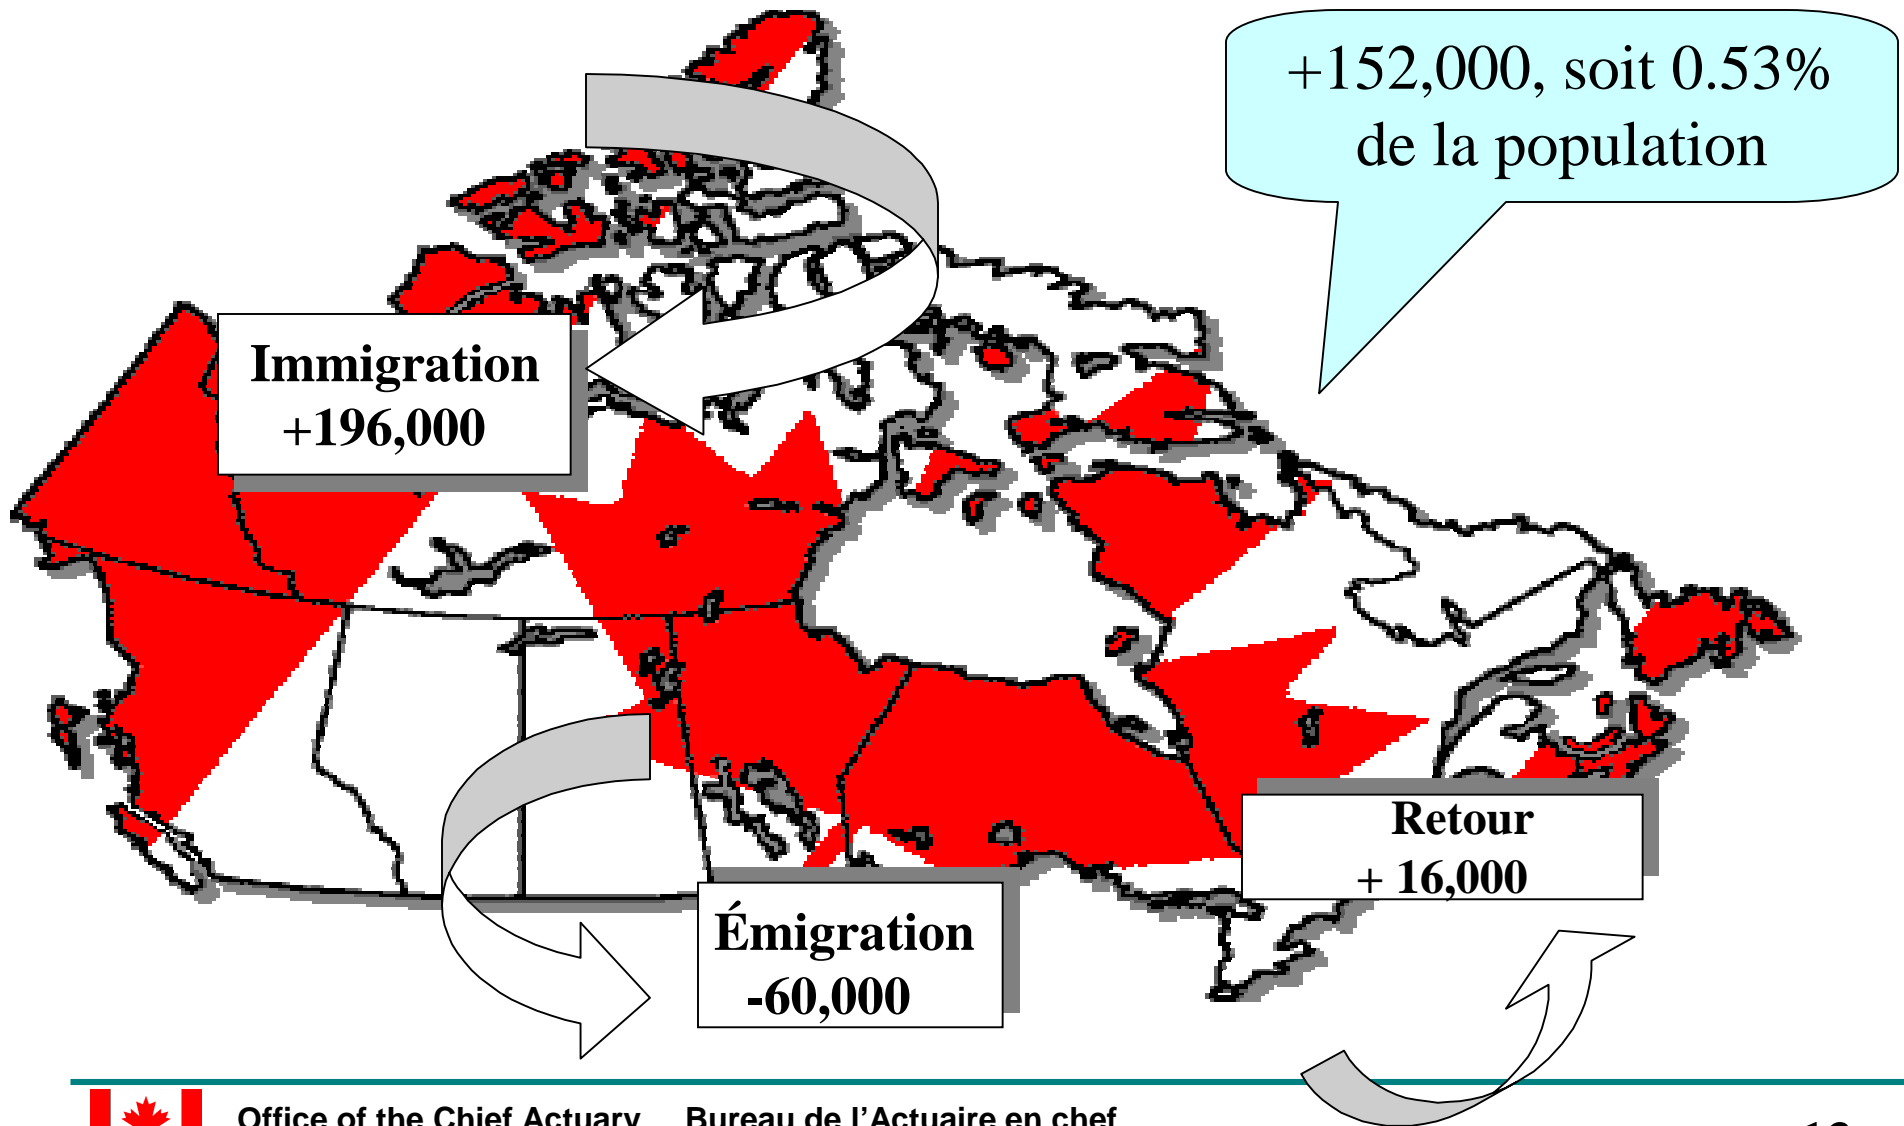 +152,000, soit 0.53%
de la population
Immigration
+196,000
Retour
+ 16,000
Émigration
-60,000
Office of the Chief Actuary Bureau de l'Actuaire en chef